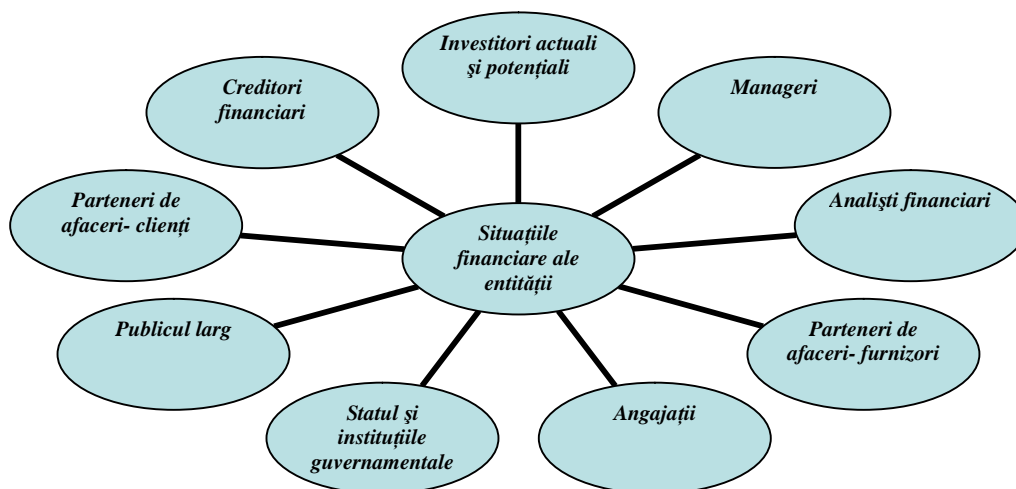 Investitori actuali
şi potenţiali
Creditori
financiari
Manageri
Parteneri de
afaceri- clienţi
Analişti financiari
Situaţiile
financiare ale
entităţii
Publicul larg
Parteneri de
afaceri- furnizori
Statul şi
instituţiile
guvernamentale
Angajaţii